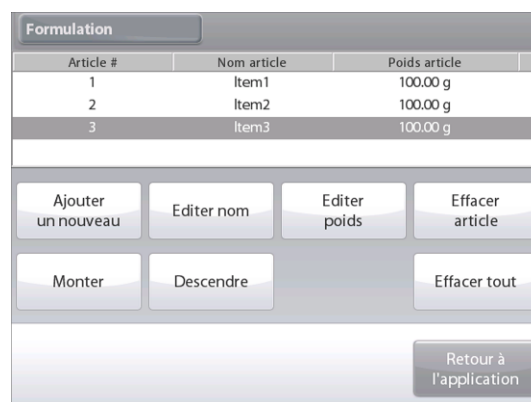 Formulation
Article # Nom article Poids article
1 Item1 100.00 g
2 Item2 100.00 g
3 Item3 100.00 g
Ajouter
un nouveau
Editer nom
Editer
poids
Effacer
article
Monter
Descendre
Effacer tout
Retour à
l'application